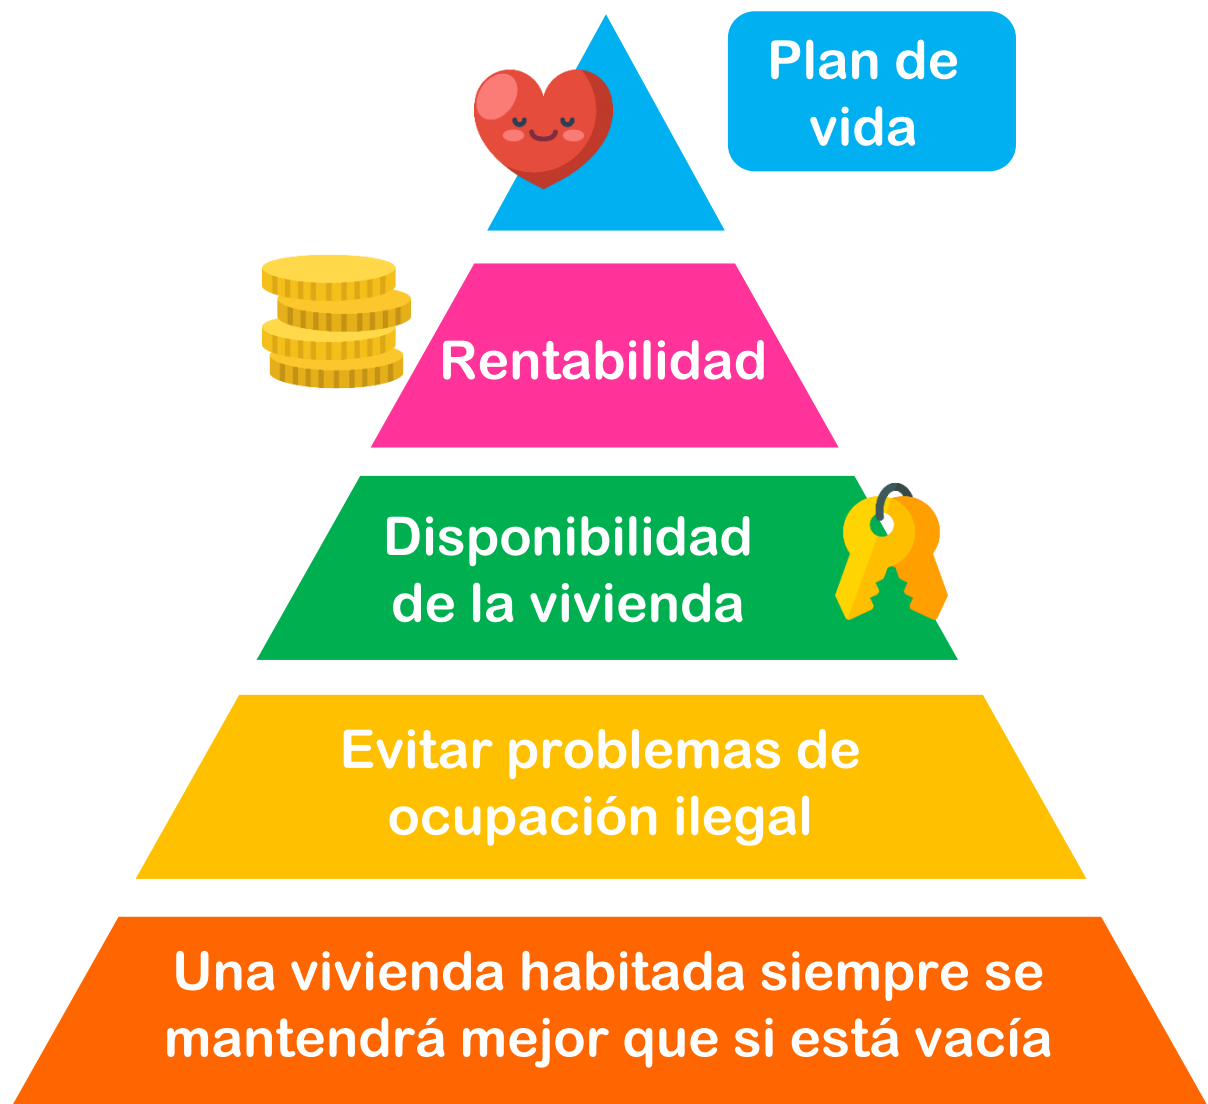 Plan de
vida
Rentabilidad
Disponibilidad
de la vivienda
Evitar problemas de
ocupación ilegal
Una vivienda habitada siempre se
mantendrá mejor que si está vacía